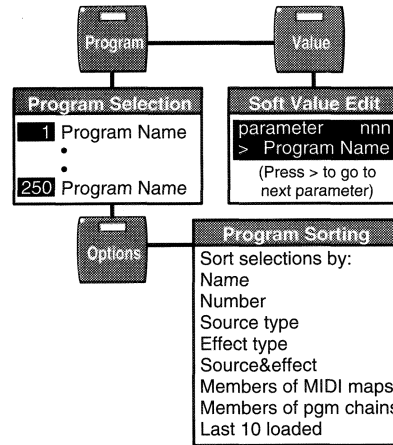 Program
Value
Program Selection
1 Program Name
250 Program Name
Soft Value Edit
parameter nnn
> Program Name
(Press > to go to
next parameter)
Options
Program Sorting
Sort selections by:
Name
Number
Source type
Effect type
Source&effect
Members of MIDI maps
Members of pgm chains
Last 10 loaded